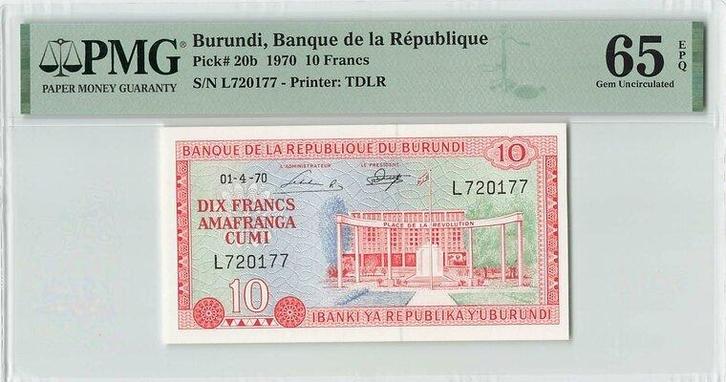 PMG
PAPER MONEY GUARANTY
Burundi, Banque de la République
Pick# 20b 1970 10 Francs
S/N L720177 - Printer: TDLR
65 EPQ
Gem Uncirculated
BANQUE DE LA REPUBLIQUE DU BURUNDI
10
L'ADMINISTRATEUR LE PRESIDENT
01-4-70
L720177
DIX FRANCS
AMAFRANGA
CUMI
PLACE DE LA REVOLUTION
L720177
10
IBANKI YA REPUBLIKA Y'UBURUNDI